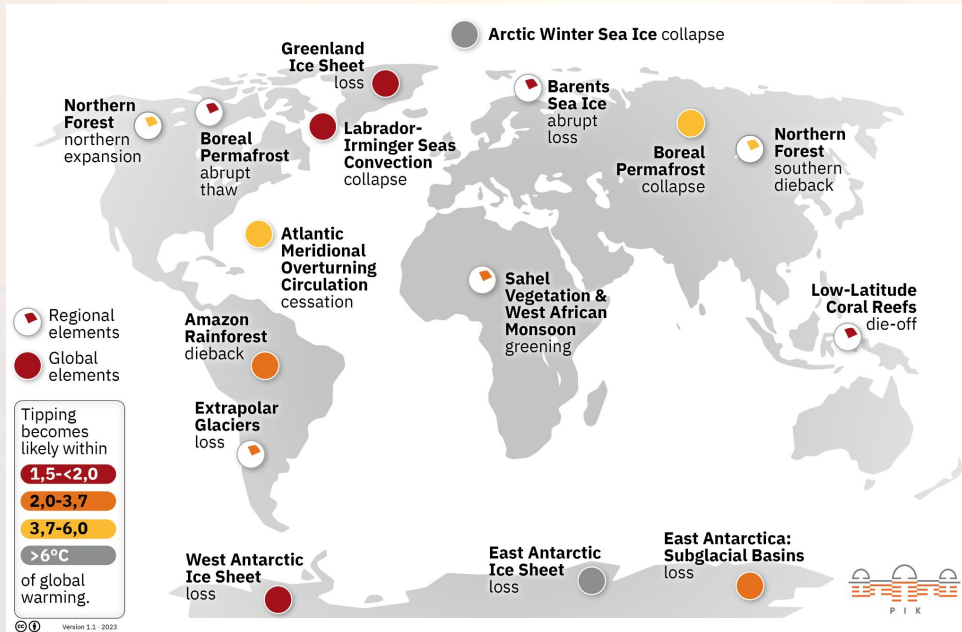 Arctic Winter Sea Ice collapse
Greenland
Ice Sheet
loss
Barents
Sea Ice
abrupt
loss
Northern
Forest
northern
expansion
Boreal
Permafrost
abrupt
thaw
Labrador-
Irminger Seas
Convection
collapse
Boreal
Permafrost
collapse
Northern
Forest
southern
dieback
Atlantic
Meridional
Overturning
Circulation
cessation
Sahel
Vegetation &
West African
Monsoon
greening
Low-Latitude
Coral Reefs
die-off
Regional
elements
Global
elements
Amazon
Rainforest
dieback
Extrapolar
Glaciers
loss
Tipping
becomes
likely within
1,5-<2,0
2,0-3,7
3,7-6,0
>6°C
of global
warming.
West Antarctic
Ice Sheet
loss
East Antarctic
Ice Sheet
loss
East Antarctica:
Subglacial Basins
loss
PIK
cc Version 1.1 - 2023